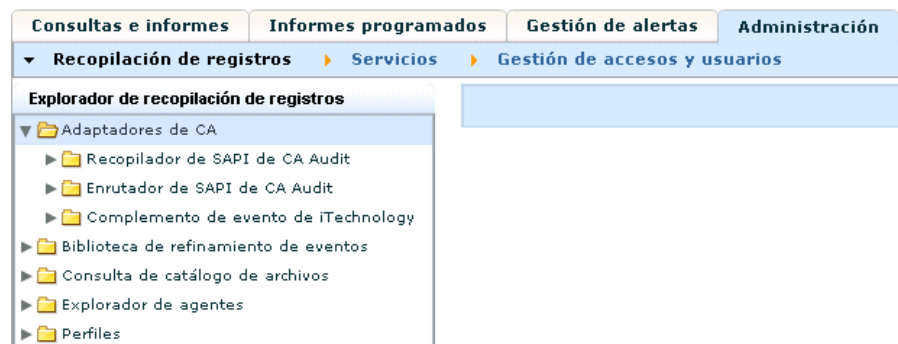 Consultas e informes Informes programados Gestión de alertas Administración
Recopilación de registros Servicios Gestión de accesos y usuarios
Explorador de recopilación de registros
Adaptadores de CA
Recopilador de SAPI de CA Audit
Enrutador de SAPI de CA Audit
Complemento de evento de iTechnology
Biblioteca de refinamiento de eventos
Consulta de catálogo de archivos
Explorador de agentes
Perfiles